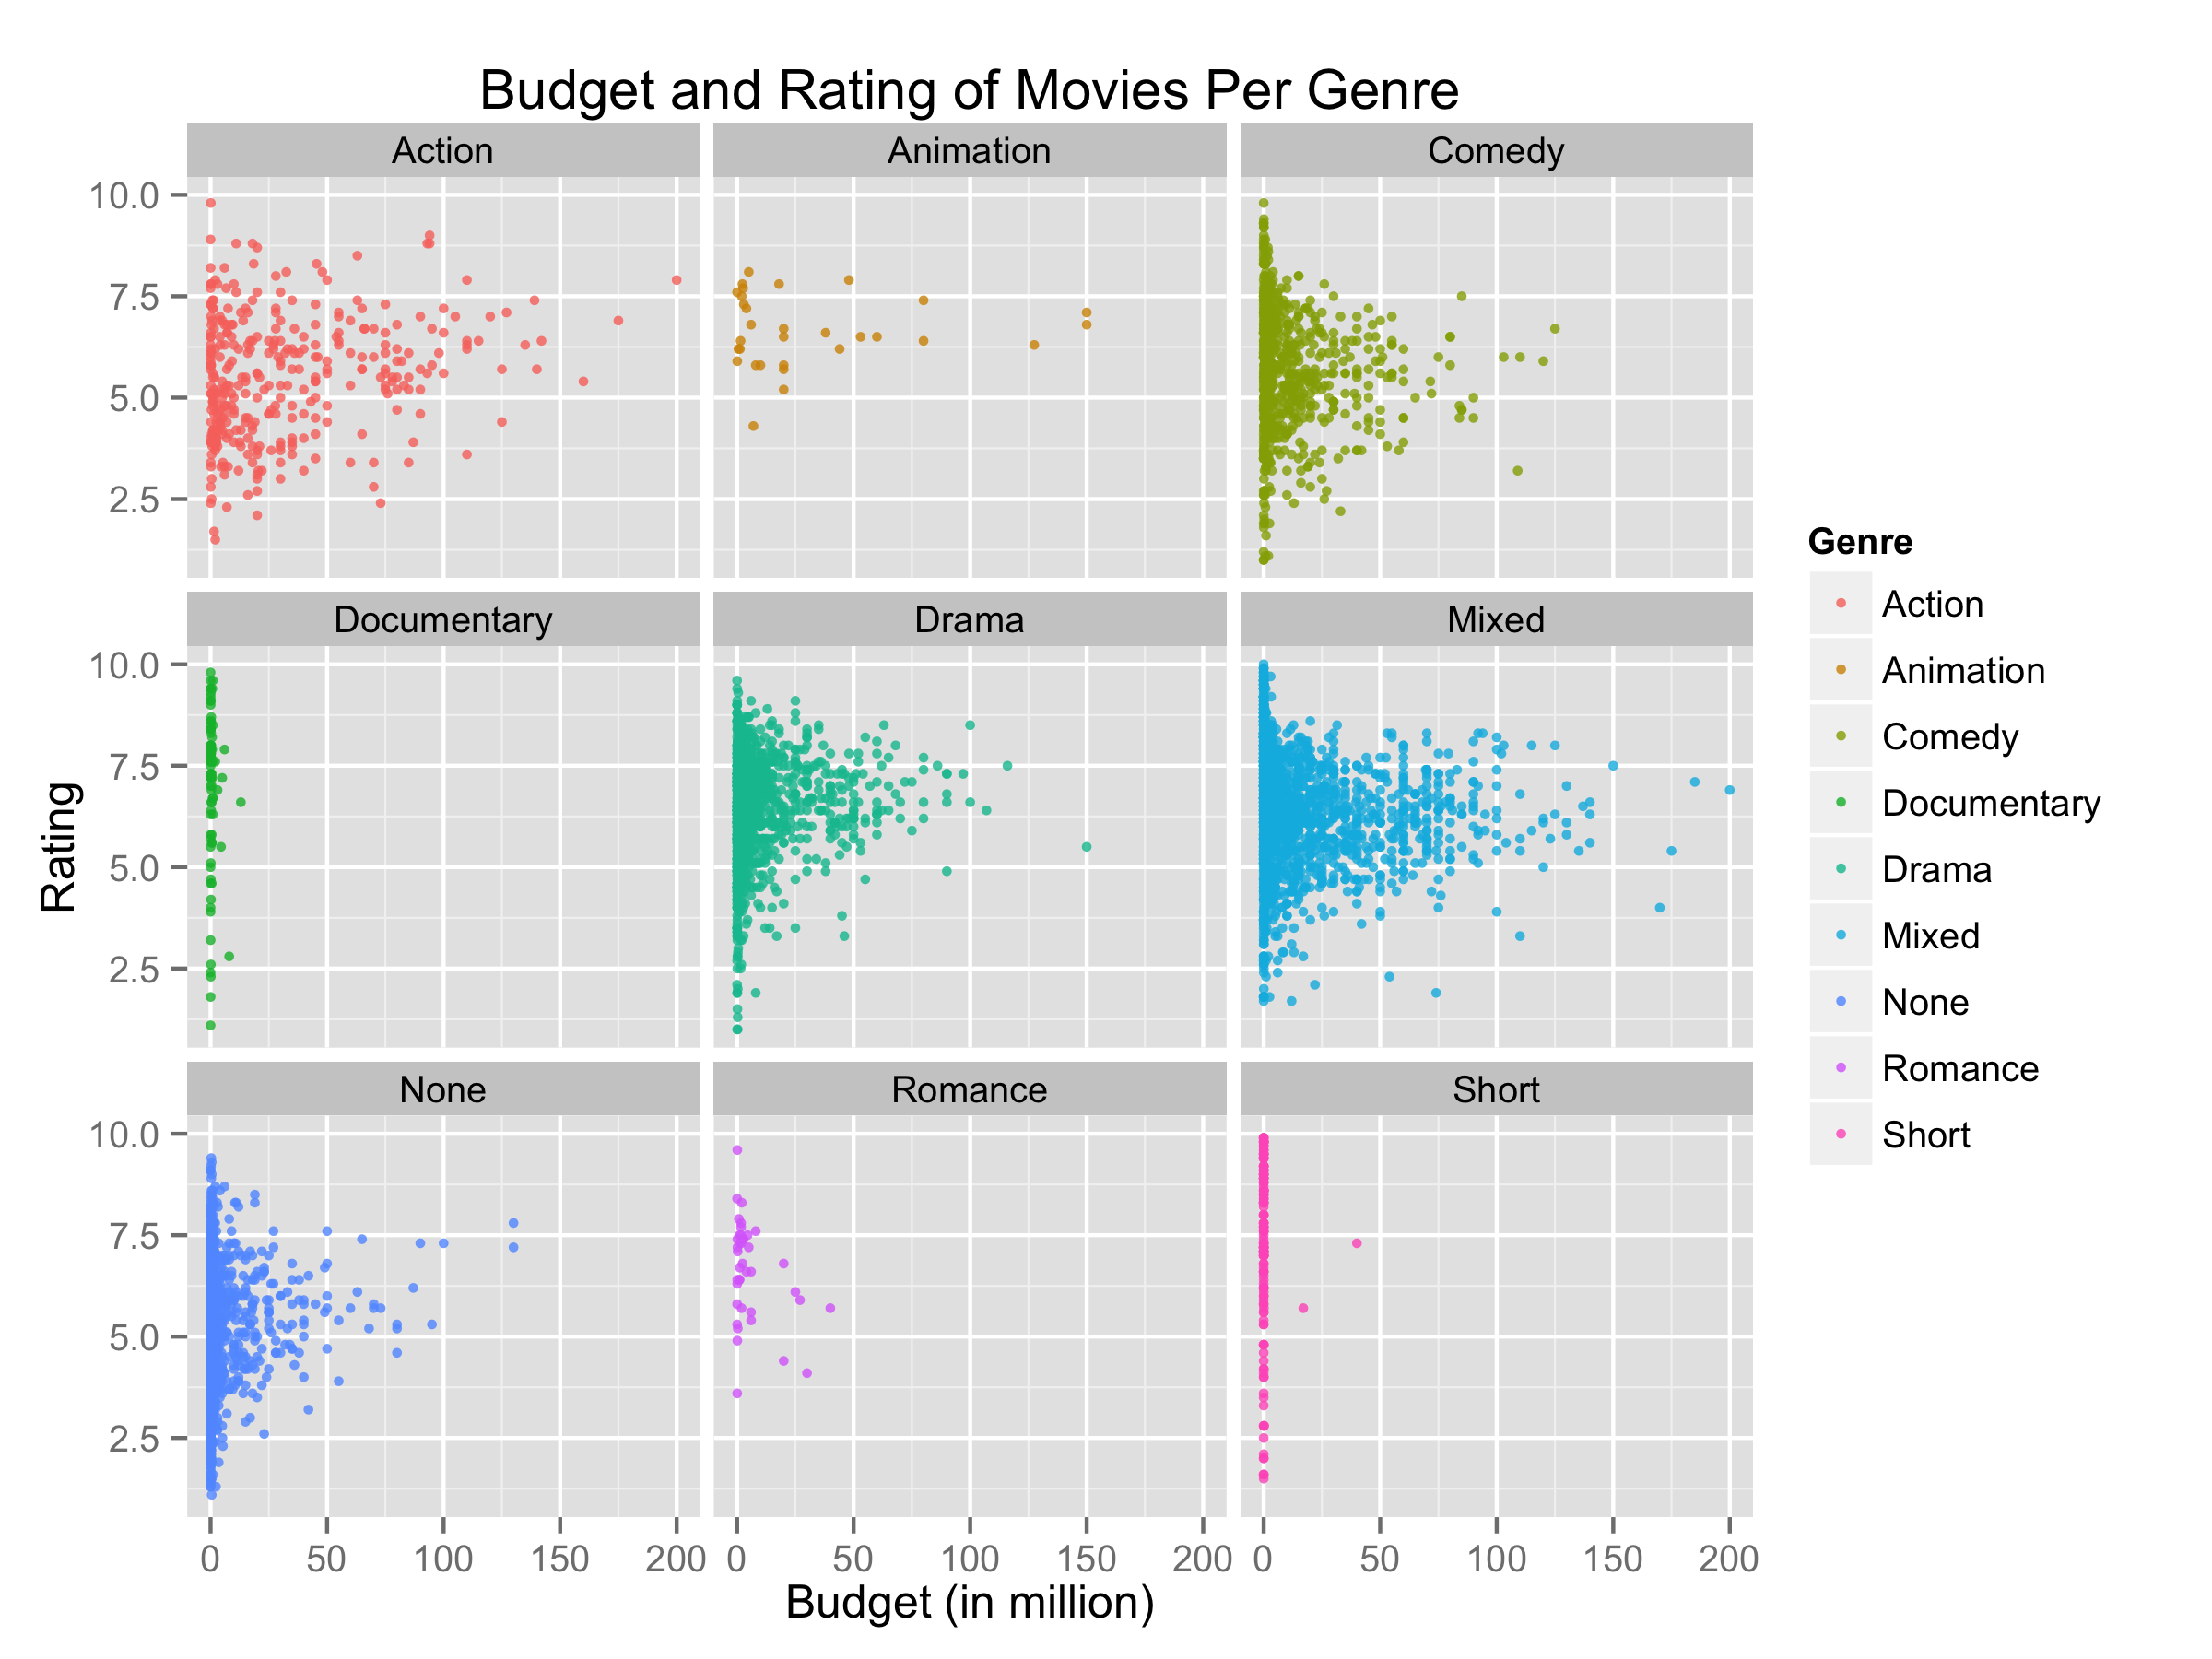 Budget and Rating of Movies Per Genre
Action
Animation
Comedy
10.0
7.5
5.0
2.5
Documentary
Drama
Mixed
10.0
7.5
5.0
2.5
None
Romance
Short
10.0
7.5
5.0
2.5
0 50 100 150 200
0 50 100 150 200
0 50 100 150 200
Budget (in million)
Rating
Genre
Action
Animation
Comedy
Documentary
Drama
Mixed
None
Romance
Short